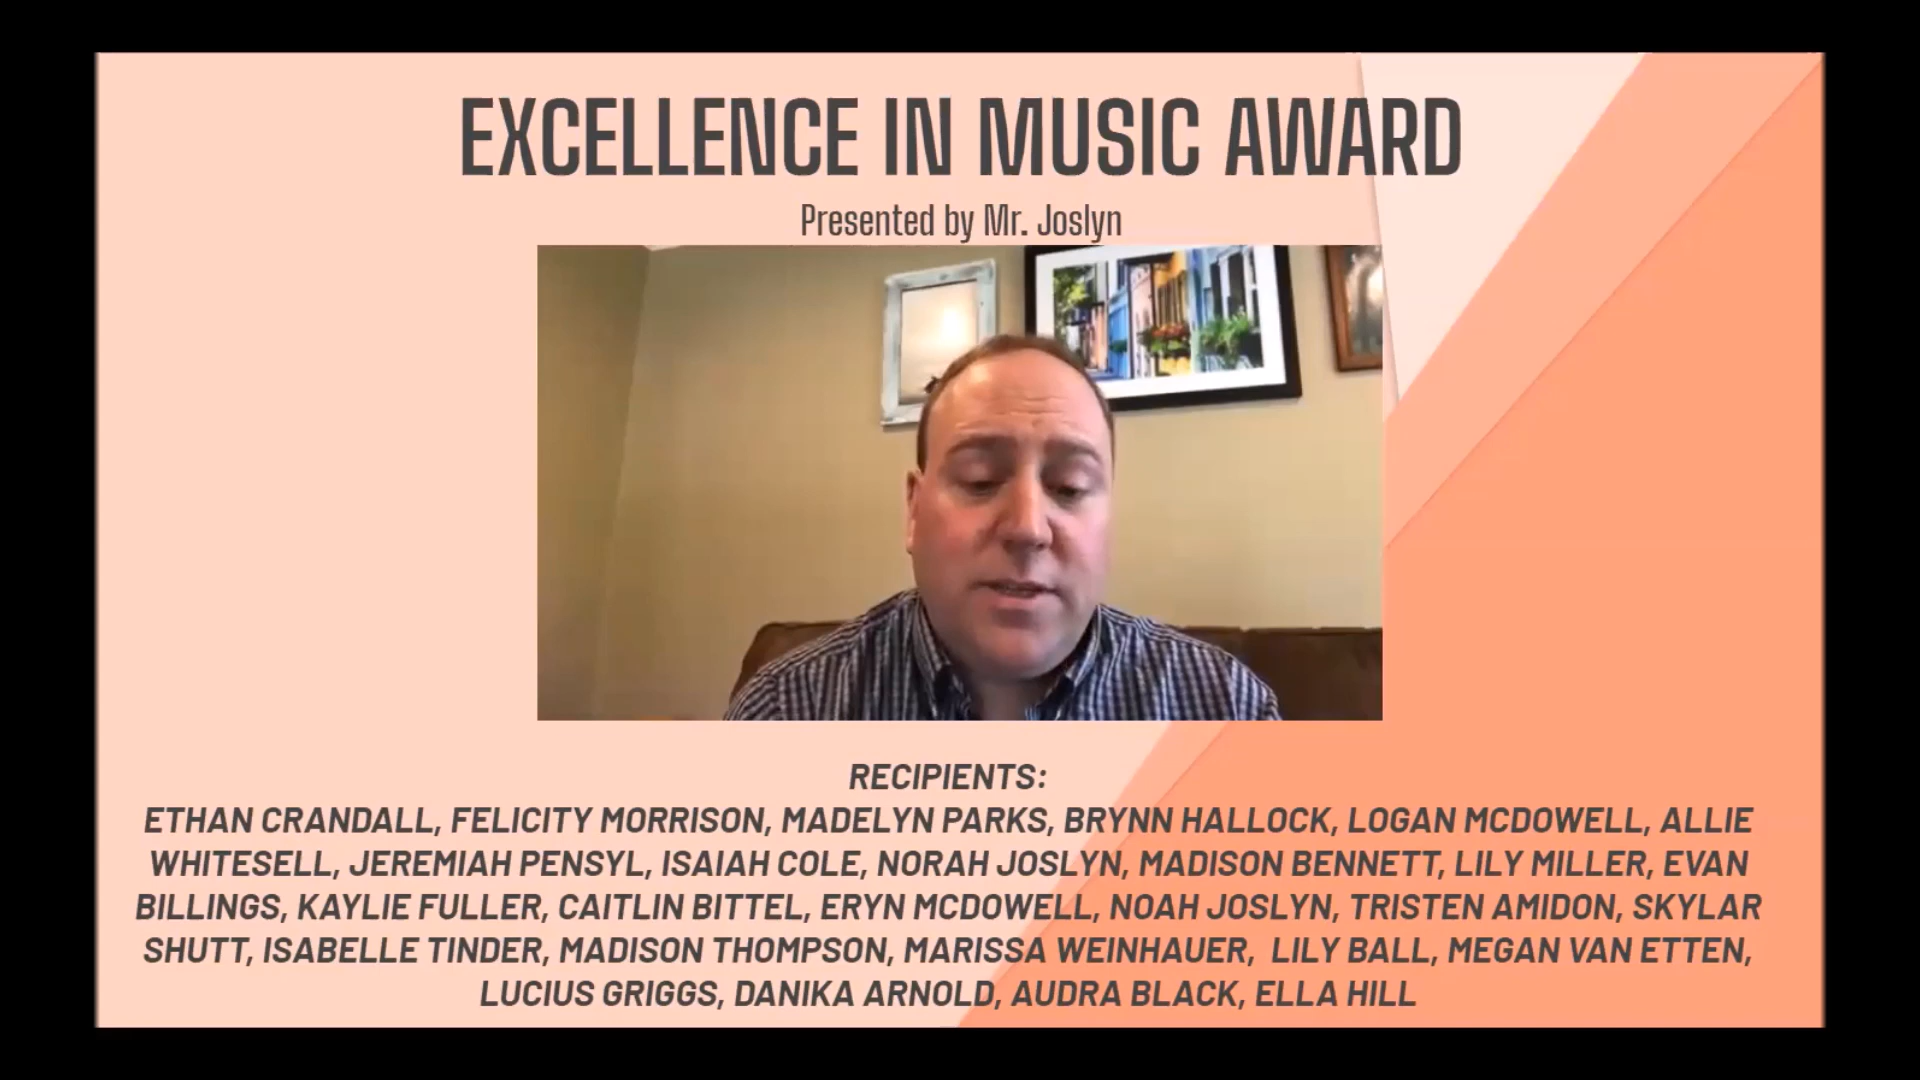 EXCELLENCE IN MUSIC AWARD
Presented by Mr. Joslyn
RECIPIENTS:
ETHAN CRANDALL, FELICITY MORRISON, MADELYN PARKS, BRYNN HALLOCK, LOGAN MCDOWELL, ALLIE
WHITESELL, JEREMIAH PENSYL, ISAIAH COLE, NORAH JOSLYN, MADISON BENNETT, LILY MILLER, EVAN
BILLINGS, KAYLIE FULLER, CAITLIN BITTEL, ERYN MCDOWELL, NOAH JOSLYN, TRISTEN AMIDON, SKYLAR
SHUTT, ISABELLE TINDER, MADISON THOMPSON, MARISSA WEINHAUER, LILY BALL, MEGAN VAN ETTEN,
LUCIUS GRIGGS, DANIKA ARNOLD, AUDRA BLACK, ELLA HILL